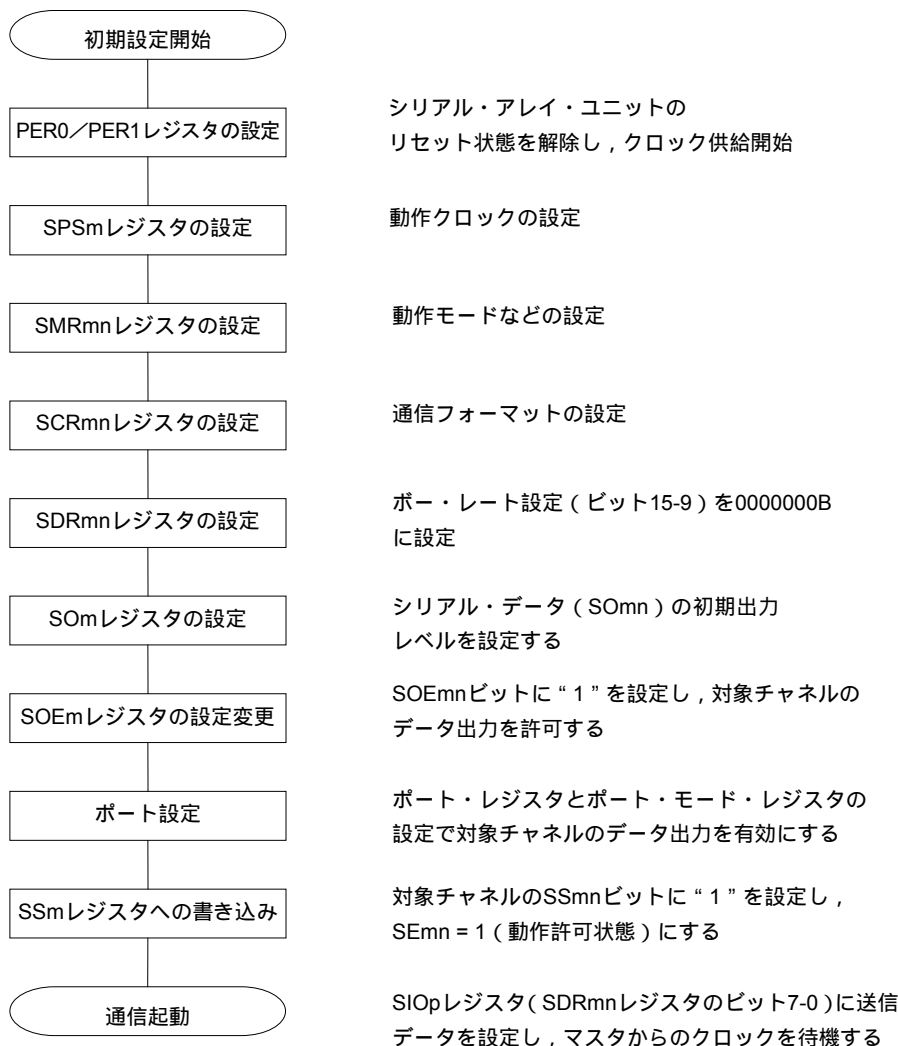 初期設定開始
PER0／PER1レジスタの設定
シリアル・アレイ・ユニットの
リセット状態を解除し，クロック供給開始
SPSmレジスタの設定
動作クロックの設定
SMRmnレジスタの設定
動作モードなどの設定
SCRmnレジスタの設定
通信フォーマットの設定
SDRmnレジスタの設定
ボー・レート設定（ビット15-9）を0000000B
に設定
SOmレジスタの設定
シリアル・データ（SOmn）の初期出力
レベルを設定する
SOEmレジスタの設定変更
SOEmnビットに“1”を設定し，対象チャネルの
データ出力を許可する
ポート設定
ポート・レジスタとポート・モード・レジスタの
設定で対象チャネルのデータ出力を有効にする
SSmレジスタへの書き込み
対象チャネルのSSmnビットに“1”を設定し，
SEmn = 1（動作許可状態）にする
通信起動
SIOpレジスタ（SDRmnレジスタのビット7-0）に送信
データを設定し，マスタからのクロックを待機する